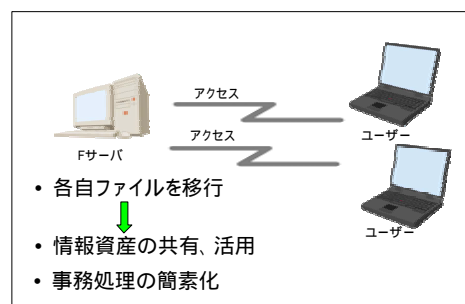 アクセス
アクセス
Fサーバ
ユーザー
ユーザー
• 各自ファイルを移行
• 情報資産の共有、活用
• 事務処理の簡素化